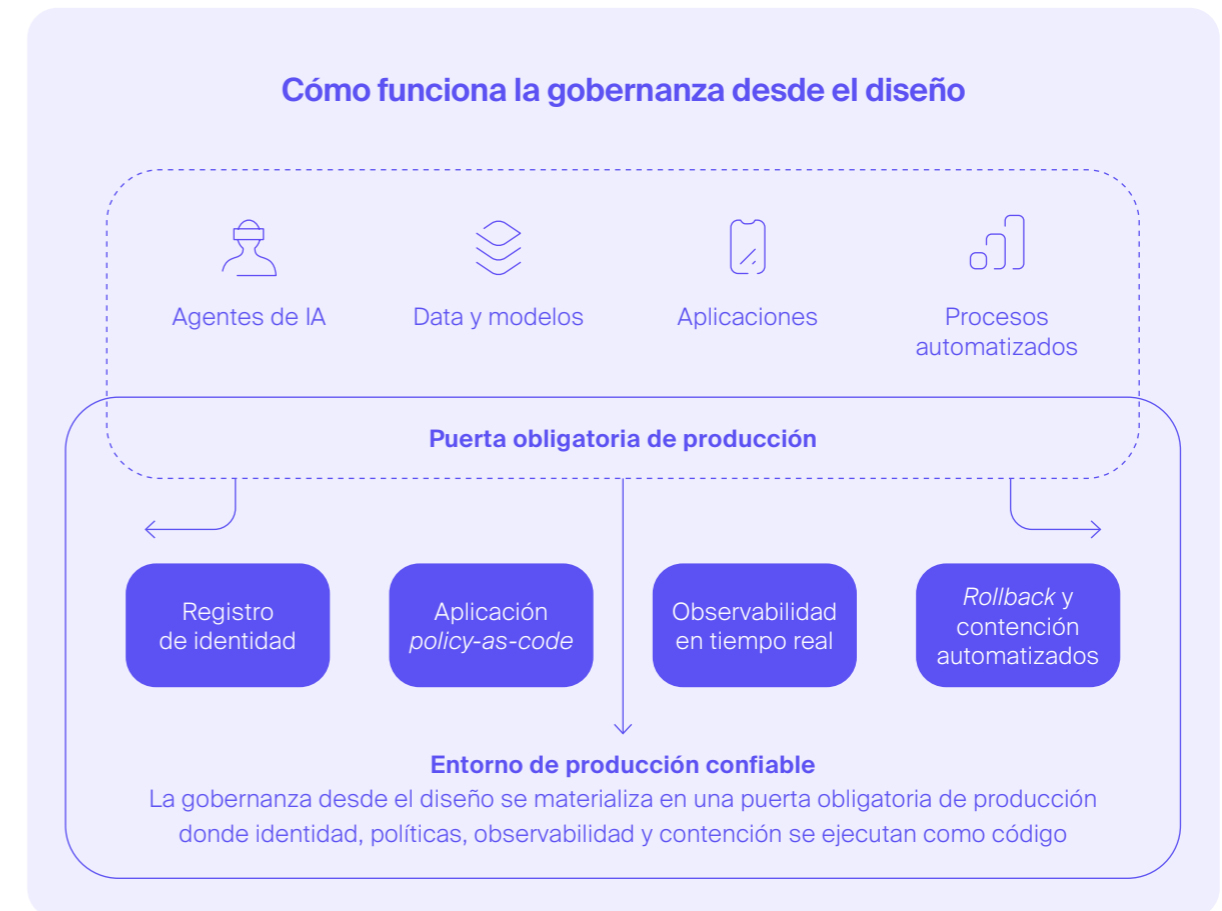 Cómo funciona la gobernanza desde el diseño
Agentes de IA
Data y modelos
Aplicaciones
Procesos
automatizados
Puerta obligatoria de producción
Registro
de identidad
Aplicación
policy-as-code
Observabilidad
en tiempo real
Rollback y
contención
automatizados
Entorno de producción confiable
La gobernanza desde el diseño se materializa en una puerta obligatoria de producción
donde identidad, políticas, observabilidad y contención se ejecutan como código